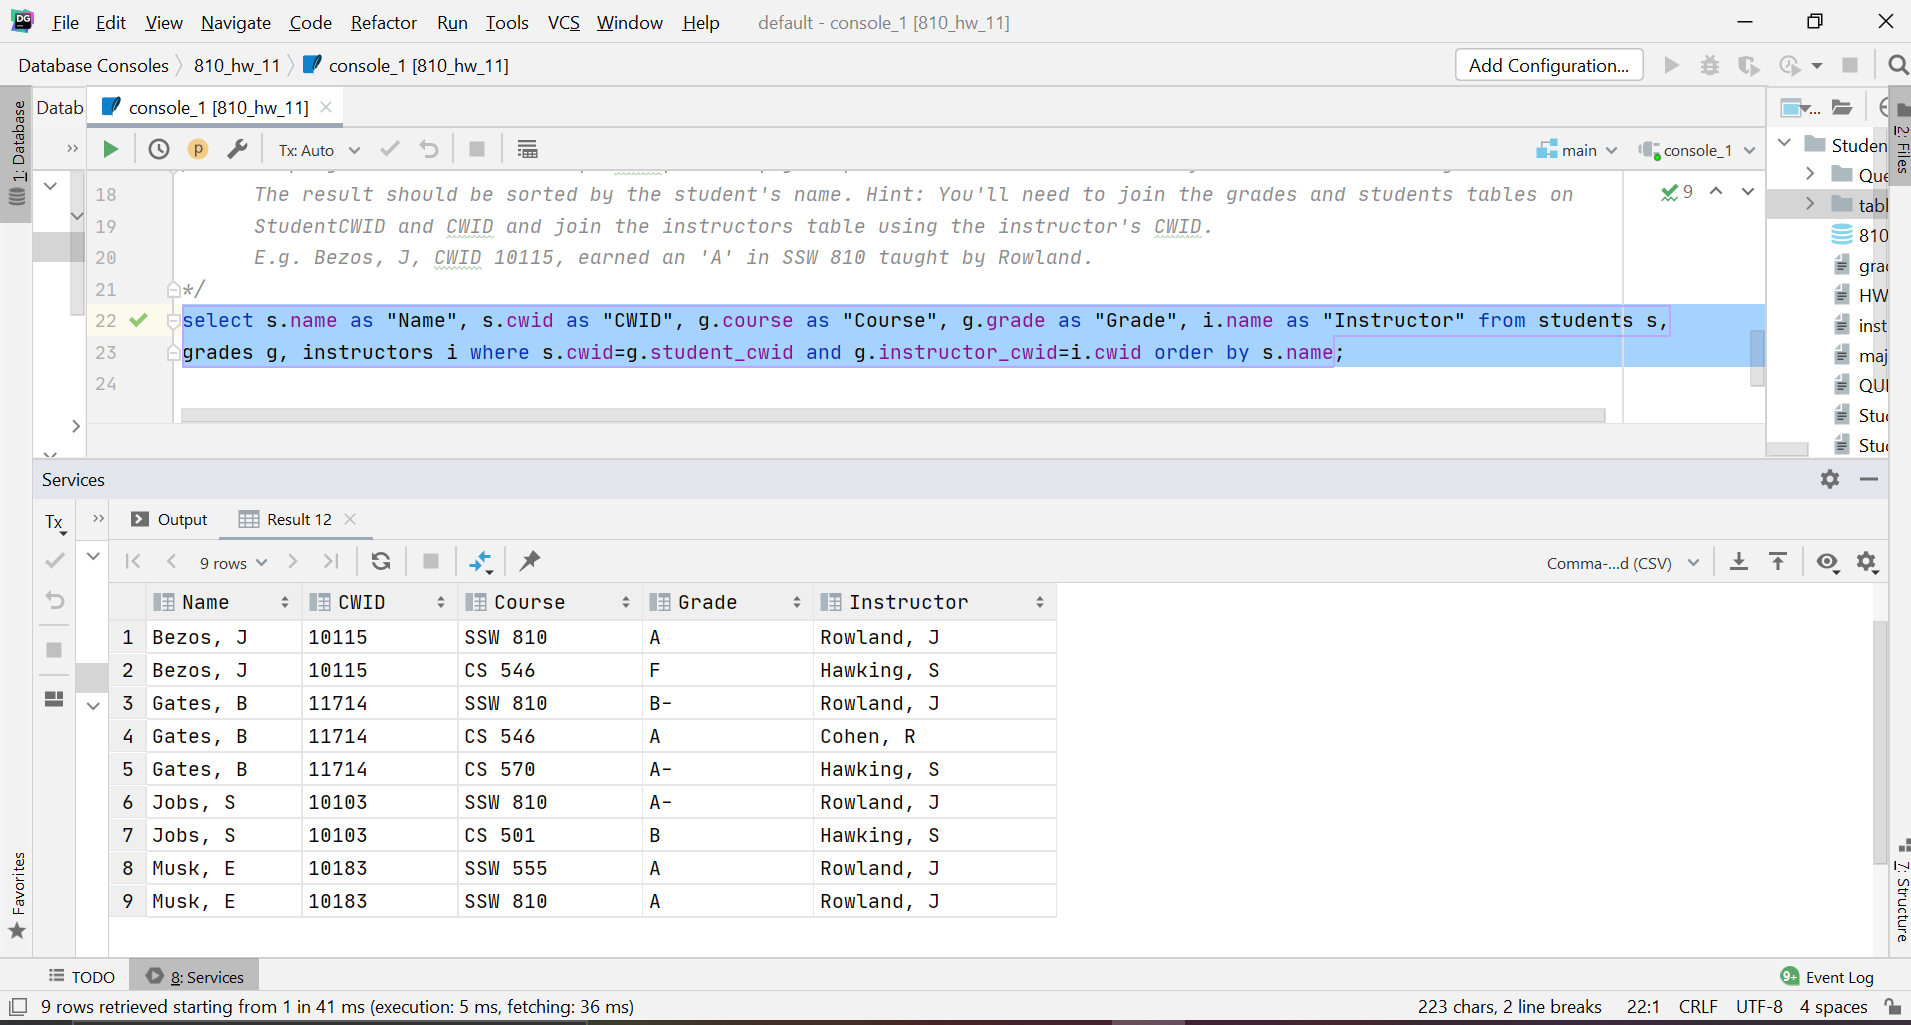 DG File Edit View Navigate Code Refactor Run Tools VCS Window Help default - console_1 [810_hw_11]
Database Consoles 810_hw_11 console_1 [810_hw_11] Add Configuration...
1: Database
Datab console_1 [810_hw_11]
2: Files
Tx: Auto main console_1
18 The result should be sorted by the student's name. Hint: You'll need to join the grades and students tables on
19 StudentCWID and CWID and join the instructors table using the instructor's CWID.
20 E.g. Bezos, J, CWID 10115, earned an 'A' in SSW 810 taught by Rowland.
21 */
22 select s.name as "Name", s.cwid as "CWID", g.course as "Course", g.grade as "Grade", i.name as "Instructor" from students s,
23 grades g, instructors i where s.cwid=g.student_cwid and g.instructor_cwid=i.cwid order by s.name;
24
9
Studen
Que
tabl
810
grad
HW
inst
maj
QUI
Stu
Stu
Services
Tx Output Result 12
9 rows Comma-...d (CSV)
Name CWID Course Grade Instructor
1 Bezos, J 10115 SSW 810 A Rowland, J
2 Bezos, J 10115 CS 546 F Hawking, S
3 Gates, B 11714 SSW 810 B- Rowland, J
4 Gates, B 11714 CS 546 A Cohen, R
5 Gates, B 11714 CS 570 A- Hawking, S
6 Jobs, S 10103 SSW 810 A- Rowland, J
7 Jobs, S 10103 CS 501 B Hawking, S
8 Musk, E 10183 SSW 555 A Rowland, J
9 Musk, E 10183 SSW 810 A Rowland, J
Favorites
7: Structure
TODO 8: Services 9+ Event Log
9 rows retrieved starting from 1 in 41 ms (execution: 5 ms, fetching: 36 ms) 223 chars, 2 line breaks 22:1 CRLF UTF-8 4 spaces